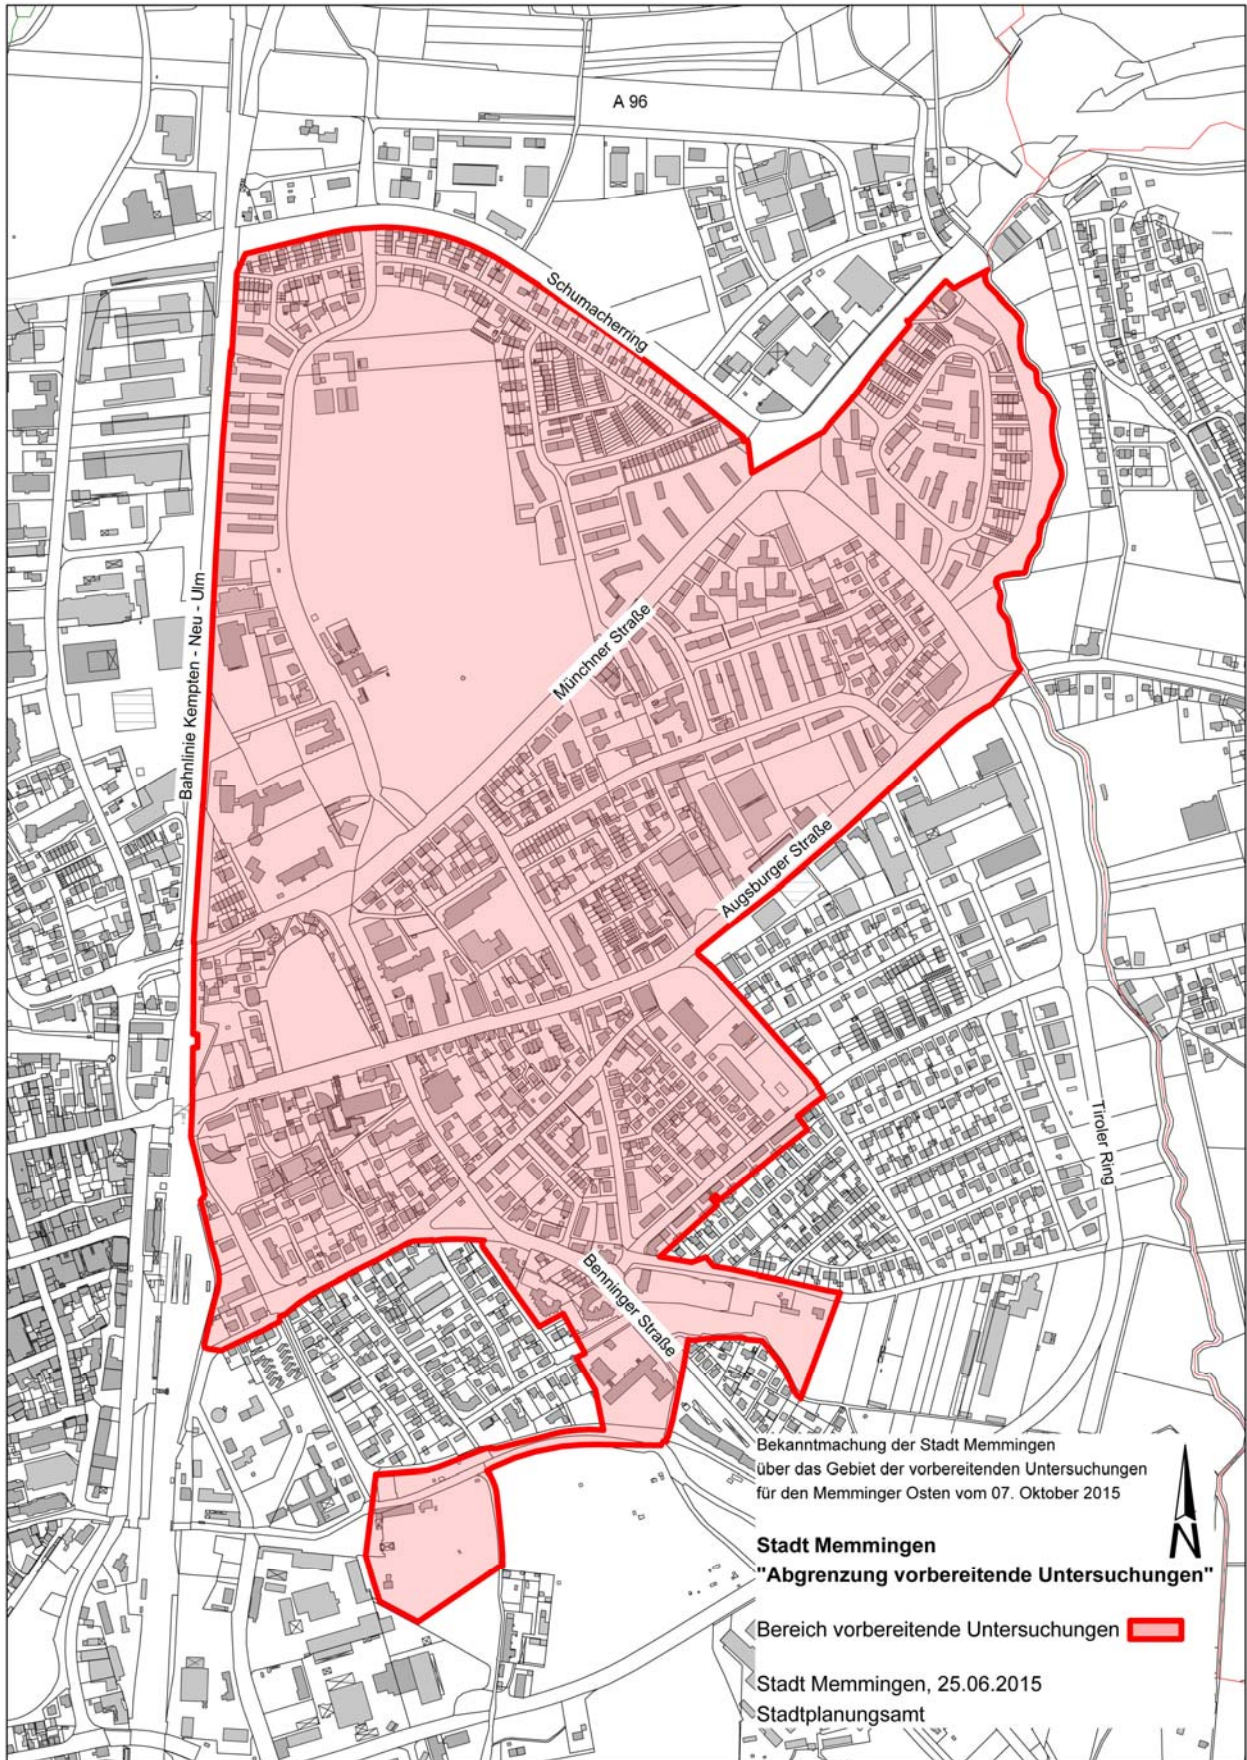 A 96
Schumacherring
Bahnlinie Kempten - Neu - Ulm
Münchner Straße
Augsburger Straße
Tiroler Ring
Benninger Straße
Bekanntmachung der Stadt Memmingen
über das Gebiet der vorbereitenden Untersuchungen
für den Memminger Osten vom 07. Oktober 2015
N
Stadt Memmingen
"Abgrenzung vorbereitende Untersuchungen"
Bereich vorbereitende Untersuchungen
Stadt Memmingen, 25.06.2015
Stadtplanungsamt